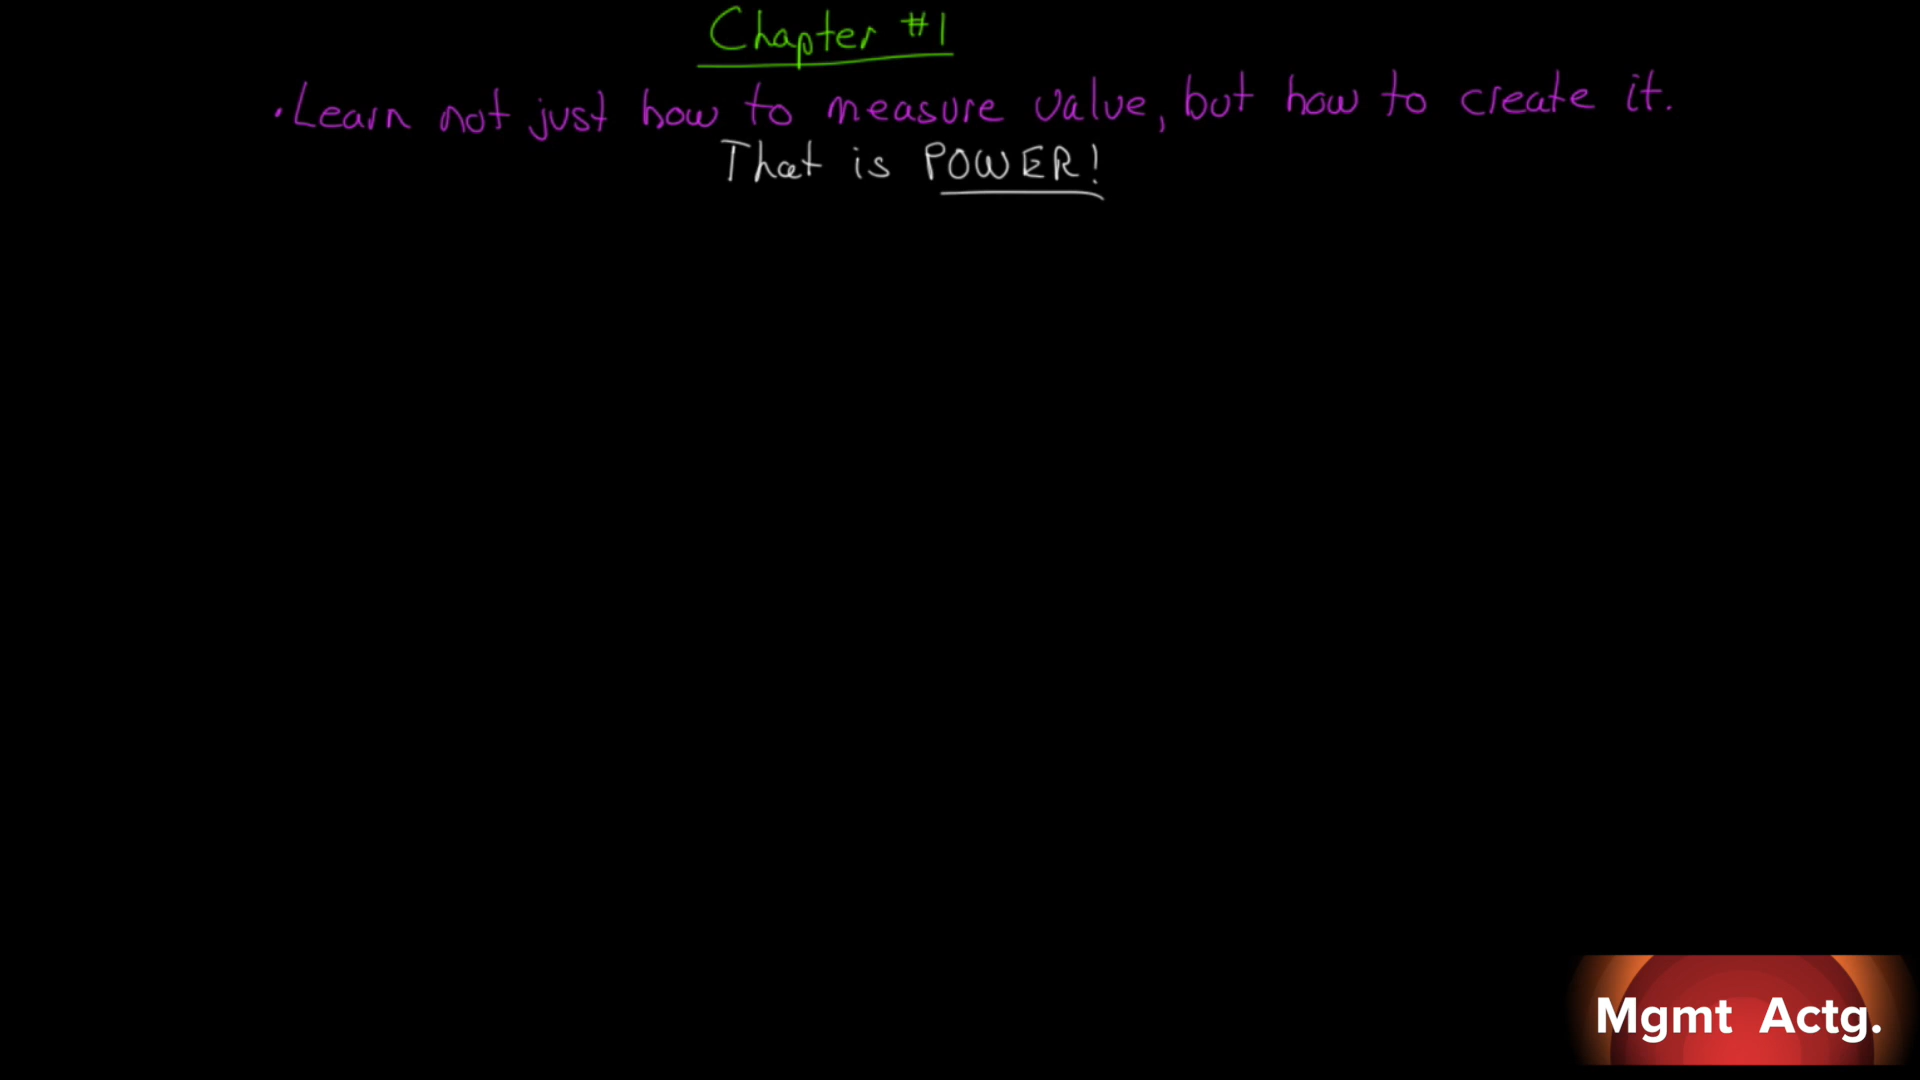 Chapter #1
• Learn not just how to measure value, but how to create it.
That is POWER!
Mgmt Actg.